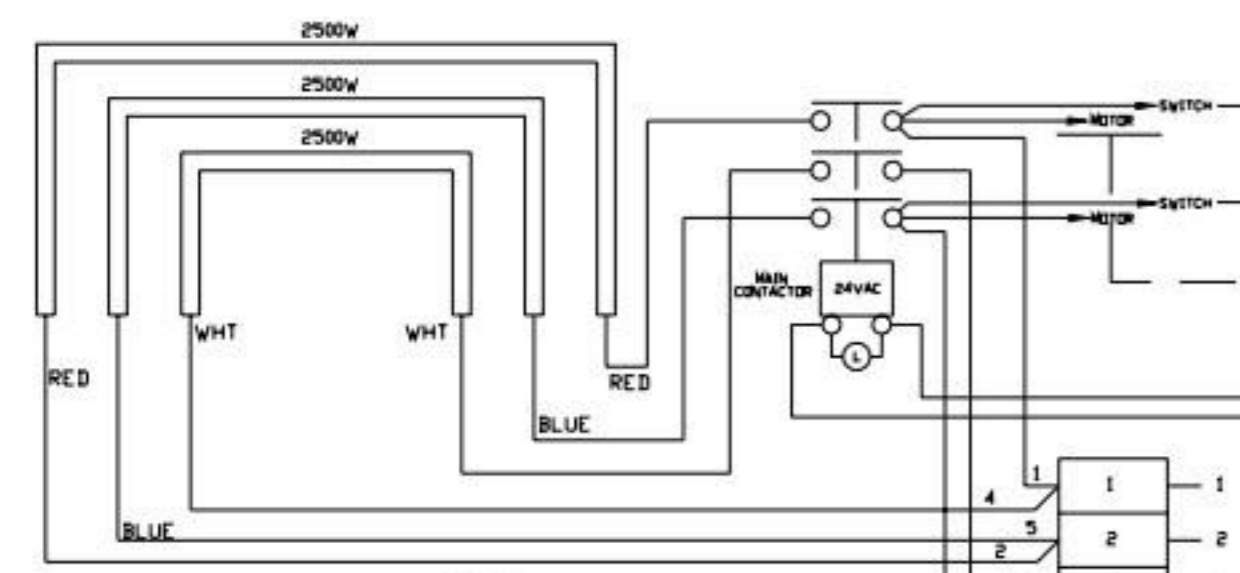 2500W
2500W
2500W
SWITCH
MOTOR
SWITCH
MOTOR
MAIN
CONTACTOR
24VAC
L
WHT
WHT
RED
RED
BLUE
BLUE
1
4
5
2
1
1
2
2